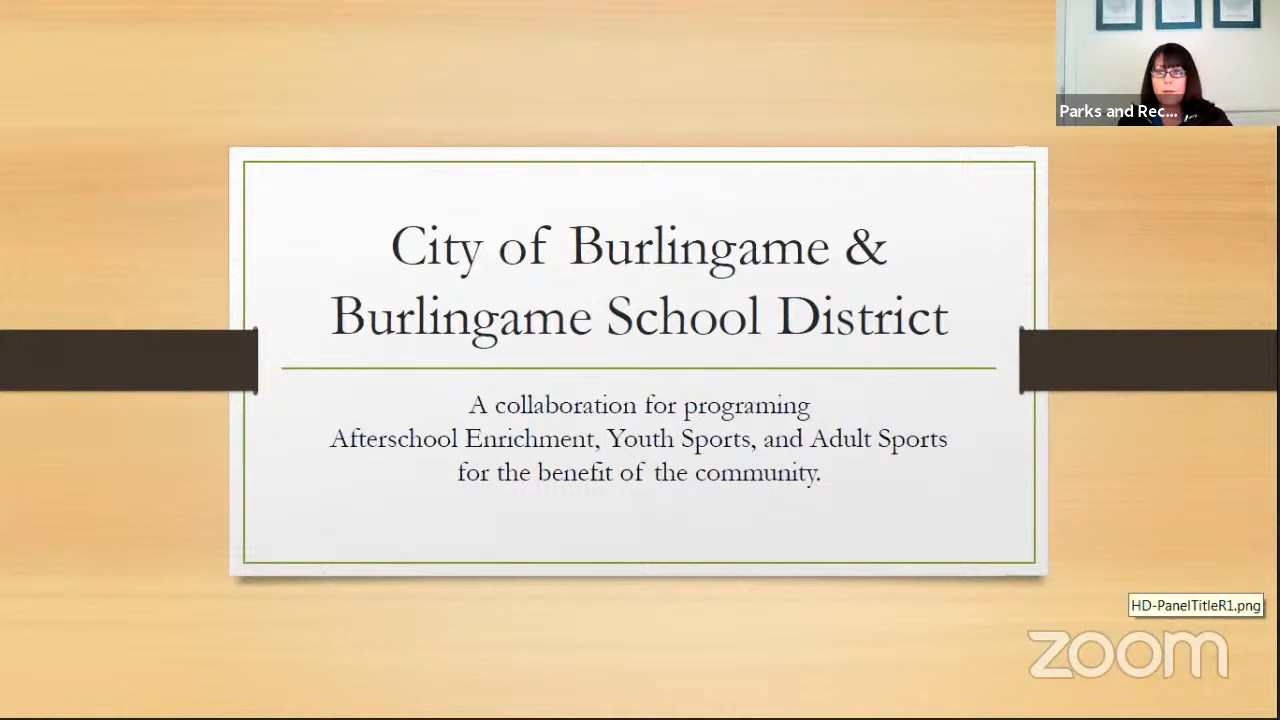 Parks and Rec...
City of Burlingame &
Burlingame School District
A collaboration for programing
Afterschool Enrichment, Youth Sports, and Adult Sports
for the benefit of the community.
HD-PanelTitleR1.png
zoom